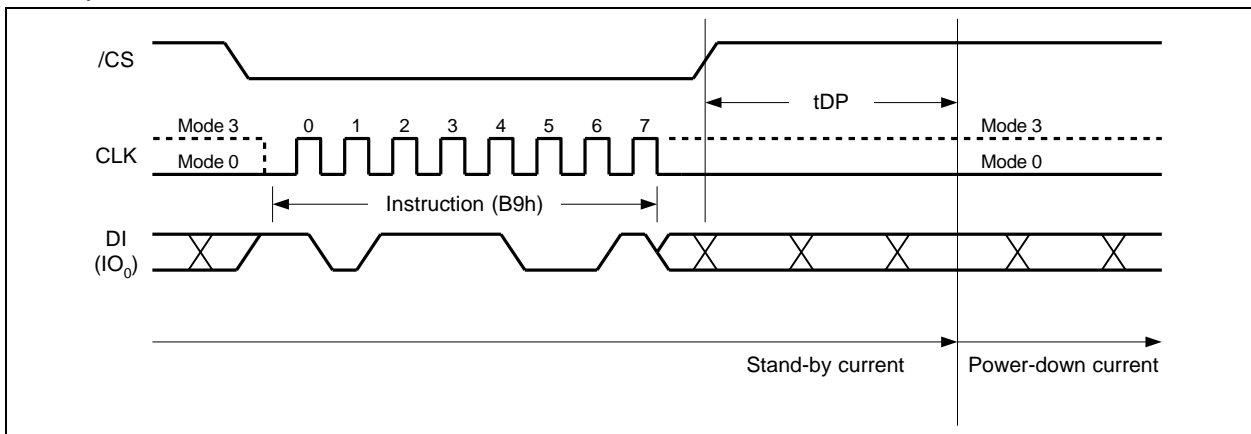 /CS
tDP
Mode 3
0 1 2 3 4 5 6 7
Mode 3
CLK
Mode 0
Mode 0
Instruction (B9h)
DI
(IO₀)
Stand-by current
Power-down current